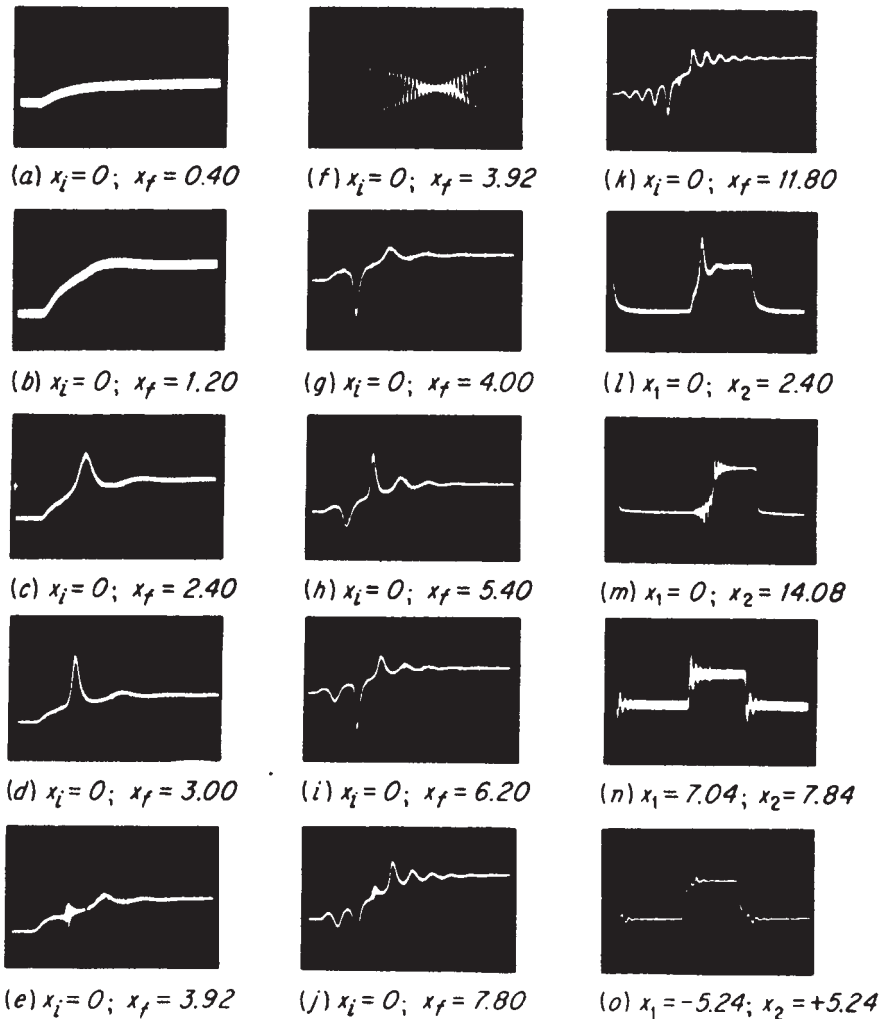 (a) xi = 0; xf = 0.40
(f) xi = 0; xf = 3.92
(k) xi = 0; xf = 11.80
(b) xi = 0; xf = 1.20
(g) xi = 0; xf = 4.00
(l) x1 = 0; x2 = 2.40
(c) xi = 0; xf = 2.40
(h) xi = 0; xf = 5.40
(m) x1 = 0; x2 = 14.08
(d) xi = 0; xf = 3.00
(i) xi = 0; xf = 6.20
(n) x1 = 7.04; x2 = 7.84
(e) xi = 0; xf = 3.92
(j) xi = 0; xf = 7.80
(o) x1 = -5.24; x2 = +5.24